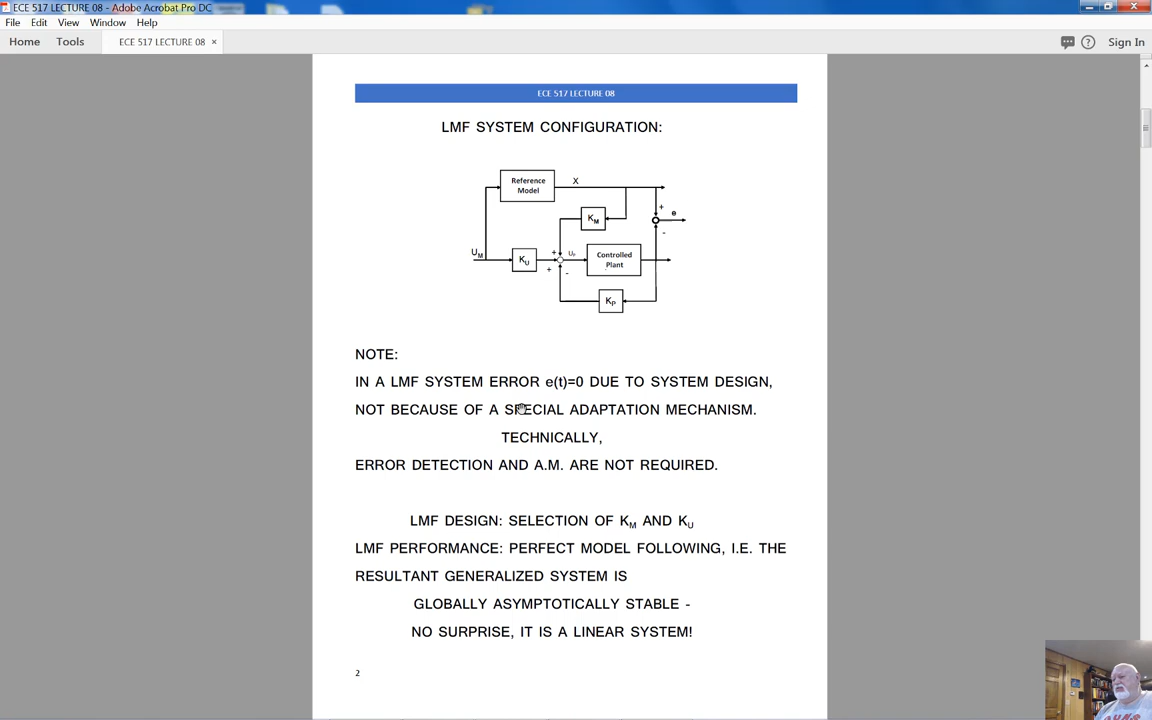 ECE 517 LECTURE 08 - Adobe Acrobat Pro DC
File Edit View Window Help
Home Tools ECE 517 LECTURE 08 × Sign In
ECE 517 LECTURE 08
LMF SYSTEM CONFIGURATION:
Reference
Model
X
+
e
-
KM
UM
KU
+
+
UP
-
Controlled
Plant
KP
NOTE:
IN A LMF SYSTEM ERROR e(t)=0 DUE TO SYSTEM DESIGN,
NOT BECAUSE OF A SPECIAL ADAPTATION MECHANISM.
TECHNICALLY,
ERROR DETECTION AND A.M. ARE NOT REQUIRED.
LMF DESIGN: SELECTION OF KM AND KU
LMF PERFORMANCE: PERFECT MODEL FOLLOWING, I.E. THE
RESULTANT GENERALIZED SYSTEM IS
GLOBALLY ASYMPTOTICALLY STABLE -
NO SURPRISE, IT IS A LINEAR SYSTEM!
2